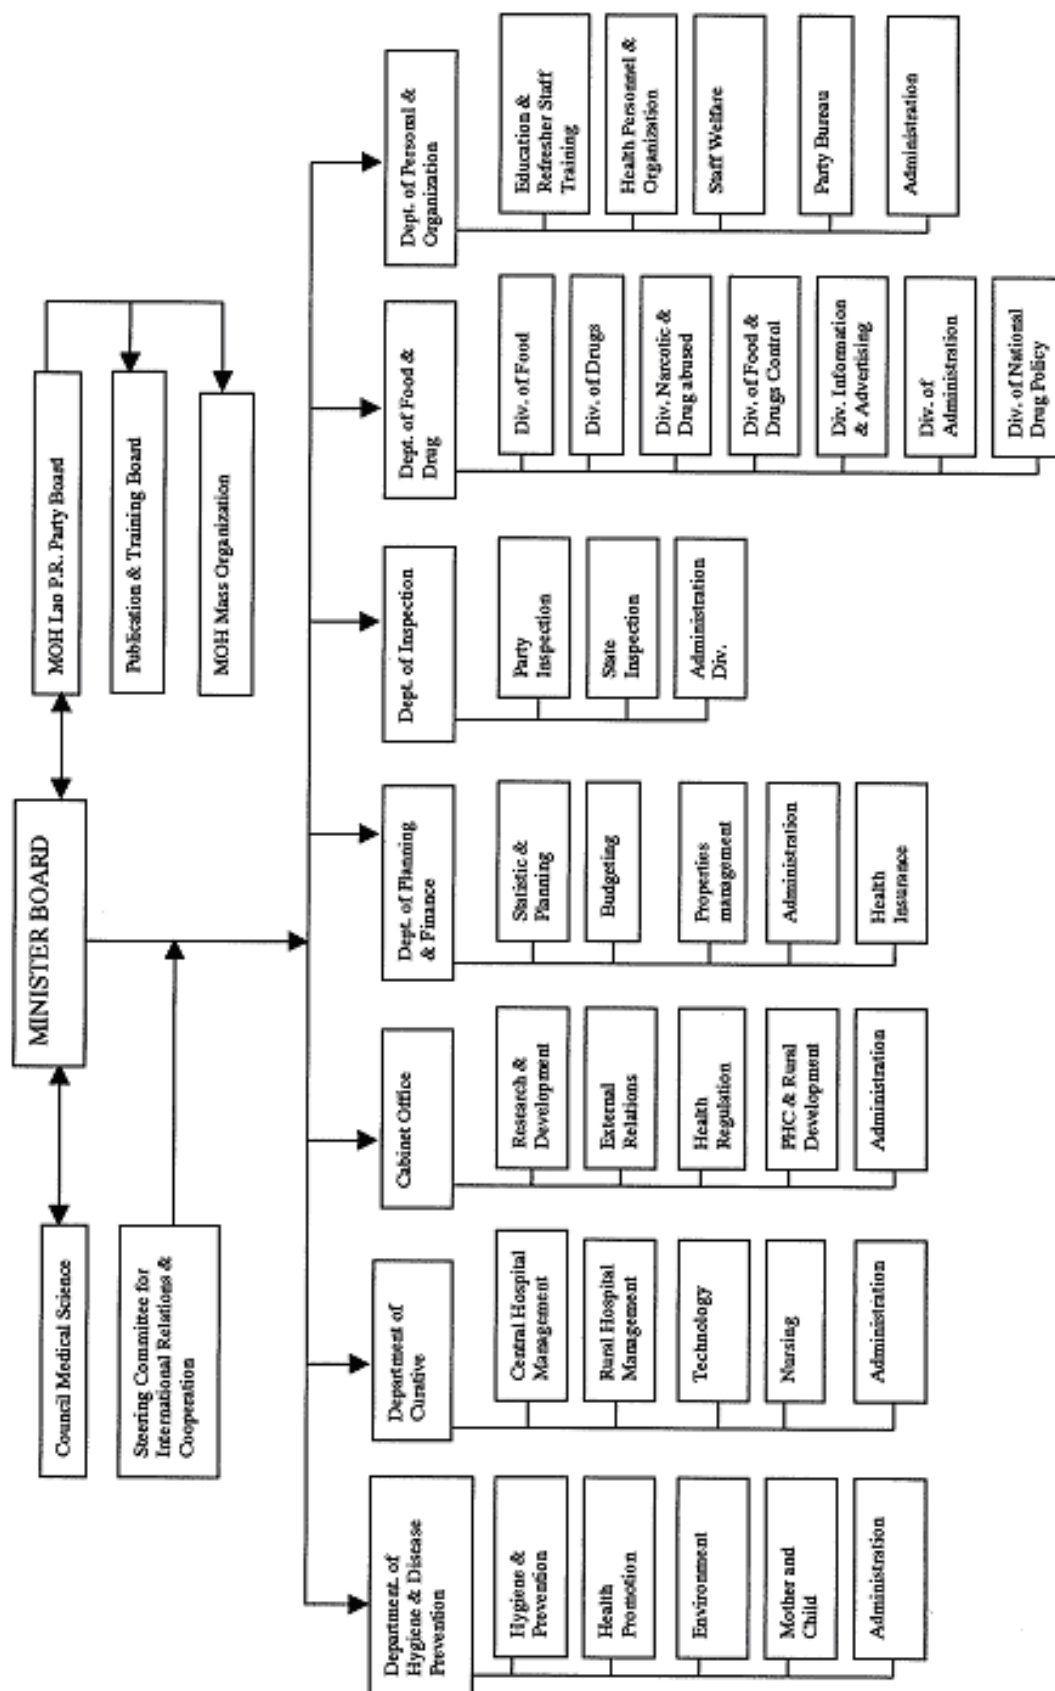 MINISTER BOARD
Council Medical Science
MOH Lao P.R. Party Board
Steering Committee for
International Relations &
Cooperation
Publication & Training Board
MOH Mass Organization
Department of
Hygiene & Disease
Prevention
Hygiene &
Prevention
Health
Promotion
Environment
Mother and
Child
Administration
Department of
Curative
Central Hospital
Management
Rural Hospital
Management
Technology
Nursing
Administration
Cabinet Office
Research &
Development
External
Relations
Health
Regulation
PHC & Rural
Development
Administration
Dept. of Planning
& Finance
Statistic &
Planning
Budgeting
Properties
management
Administration
Health
Insurance
Dept. of Inspection
Party
Inspection
State
Inspection
Administration
Div.
Dept. of Food &
Drug
Div. of Food
Div. of Drugs
Div. Narcotic &
Drug abused
Div. of Food &
Drugs Control
Div. Information
& Advertising
Div. of
Administration
Div. of National
Drug Policy
Dept. of Personal &
Organization
Education &
Refresher Staff
Training
Health Personnel &
Organization
Staff Welfare
Party Bureau
Administration